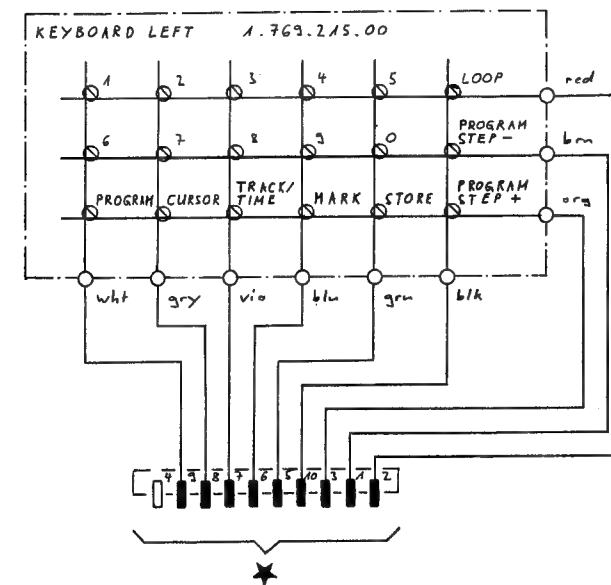 KEYBOARD LEFT 1.769.215.00
1 2 3 4 5 LOOP red
6 7 8 9 0 PROGRAM STEP - brn
PROGRAM CURSOR TRACK/ TIME MARK STORE PROGRAM STEP + org
wht gry vio blu grn blk
4 9 8 7 6 5 10 3 1 2